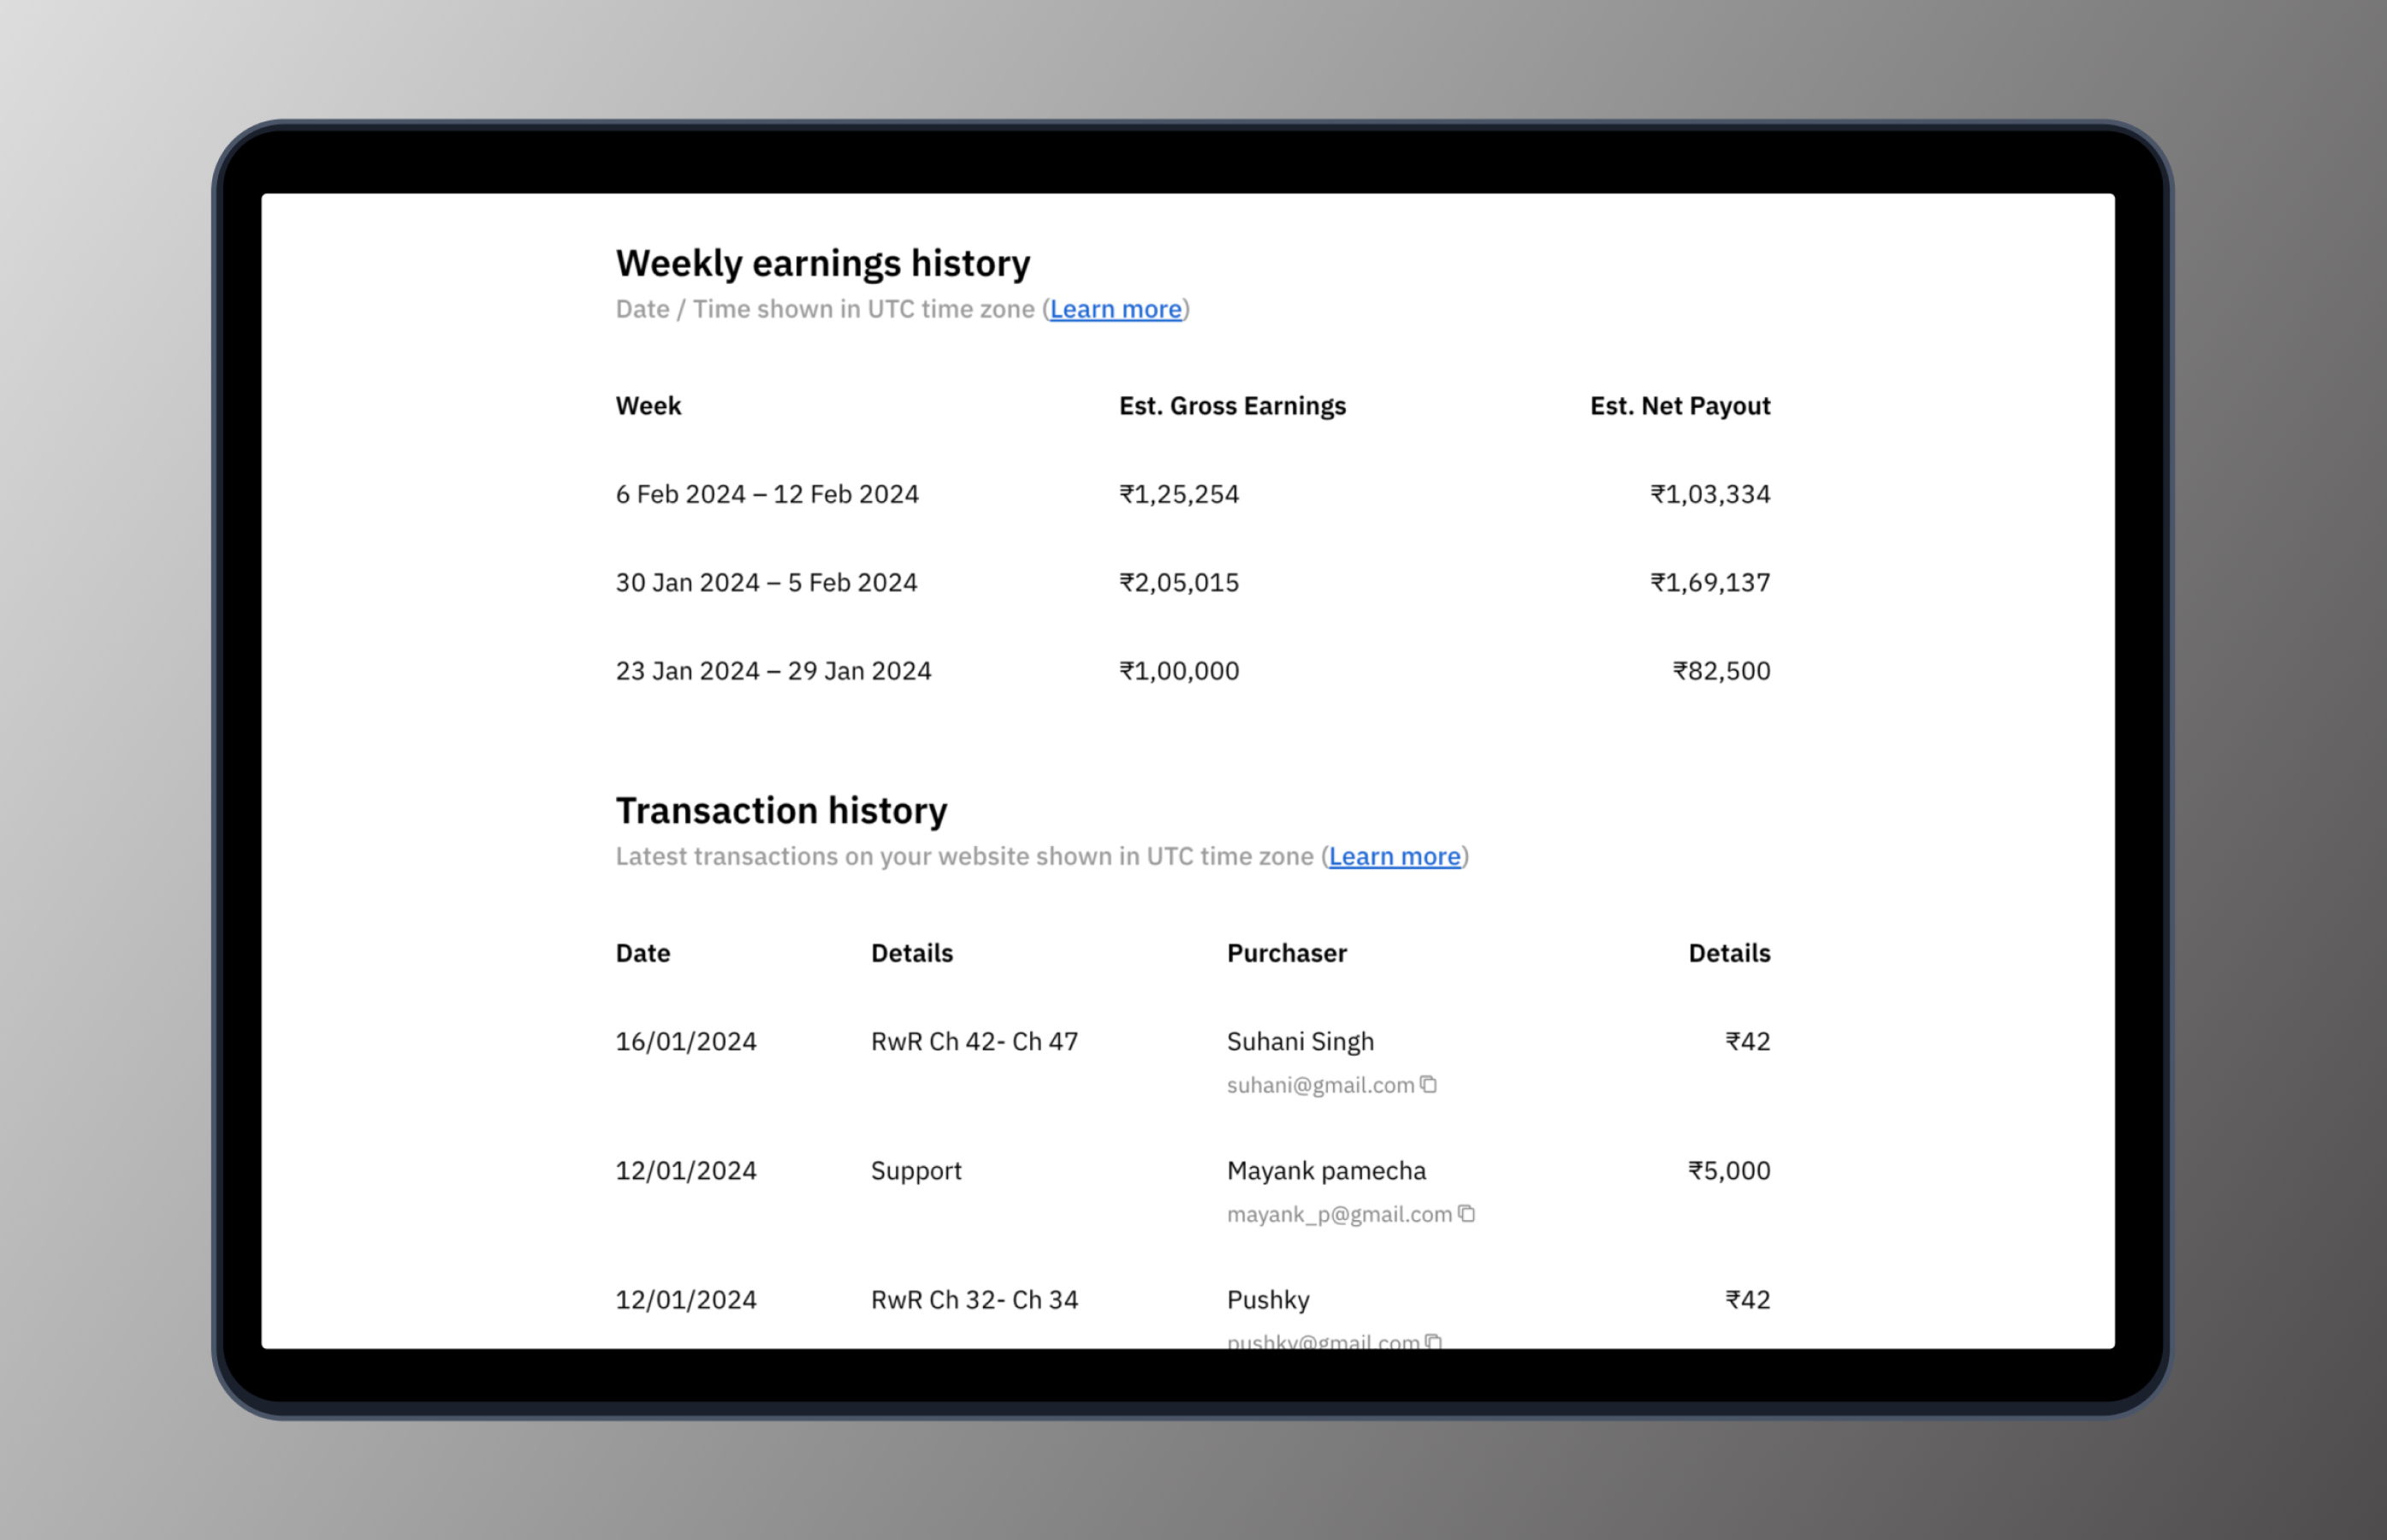 Weekly earnings history
Date / Time shown in UTC time zone (Learn more)
Week Est. Gross Earnings Est. Net Payout
6 Feb 2024 – 12 Feb 2024 ₹1,25,254 ₹1,03,334
30 Jan 2024 – 5 Feb 2024 ₹2,05,015 ₹1,69,137
23 Jan 2024 – 29 Jan 2024 ₹1,00,000 ₹82,500
Transaction history
Latest transactions on your website shown in UTC time zone (Learn more)
Date Details Purchaser Details
16/01/2024 RwR Ch 42- Ch 47 Suhani Singh ₹42
suhani@gmail.com
12/01/2024 Support Mayank pamecha ₹5,000
mayank_p@gmail.com
12/01/2024 RwR Ch 32- Ch 34 Pushky ₹42
pushky@gmail.com